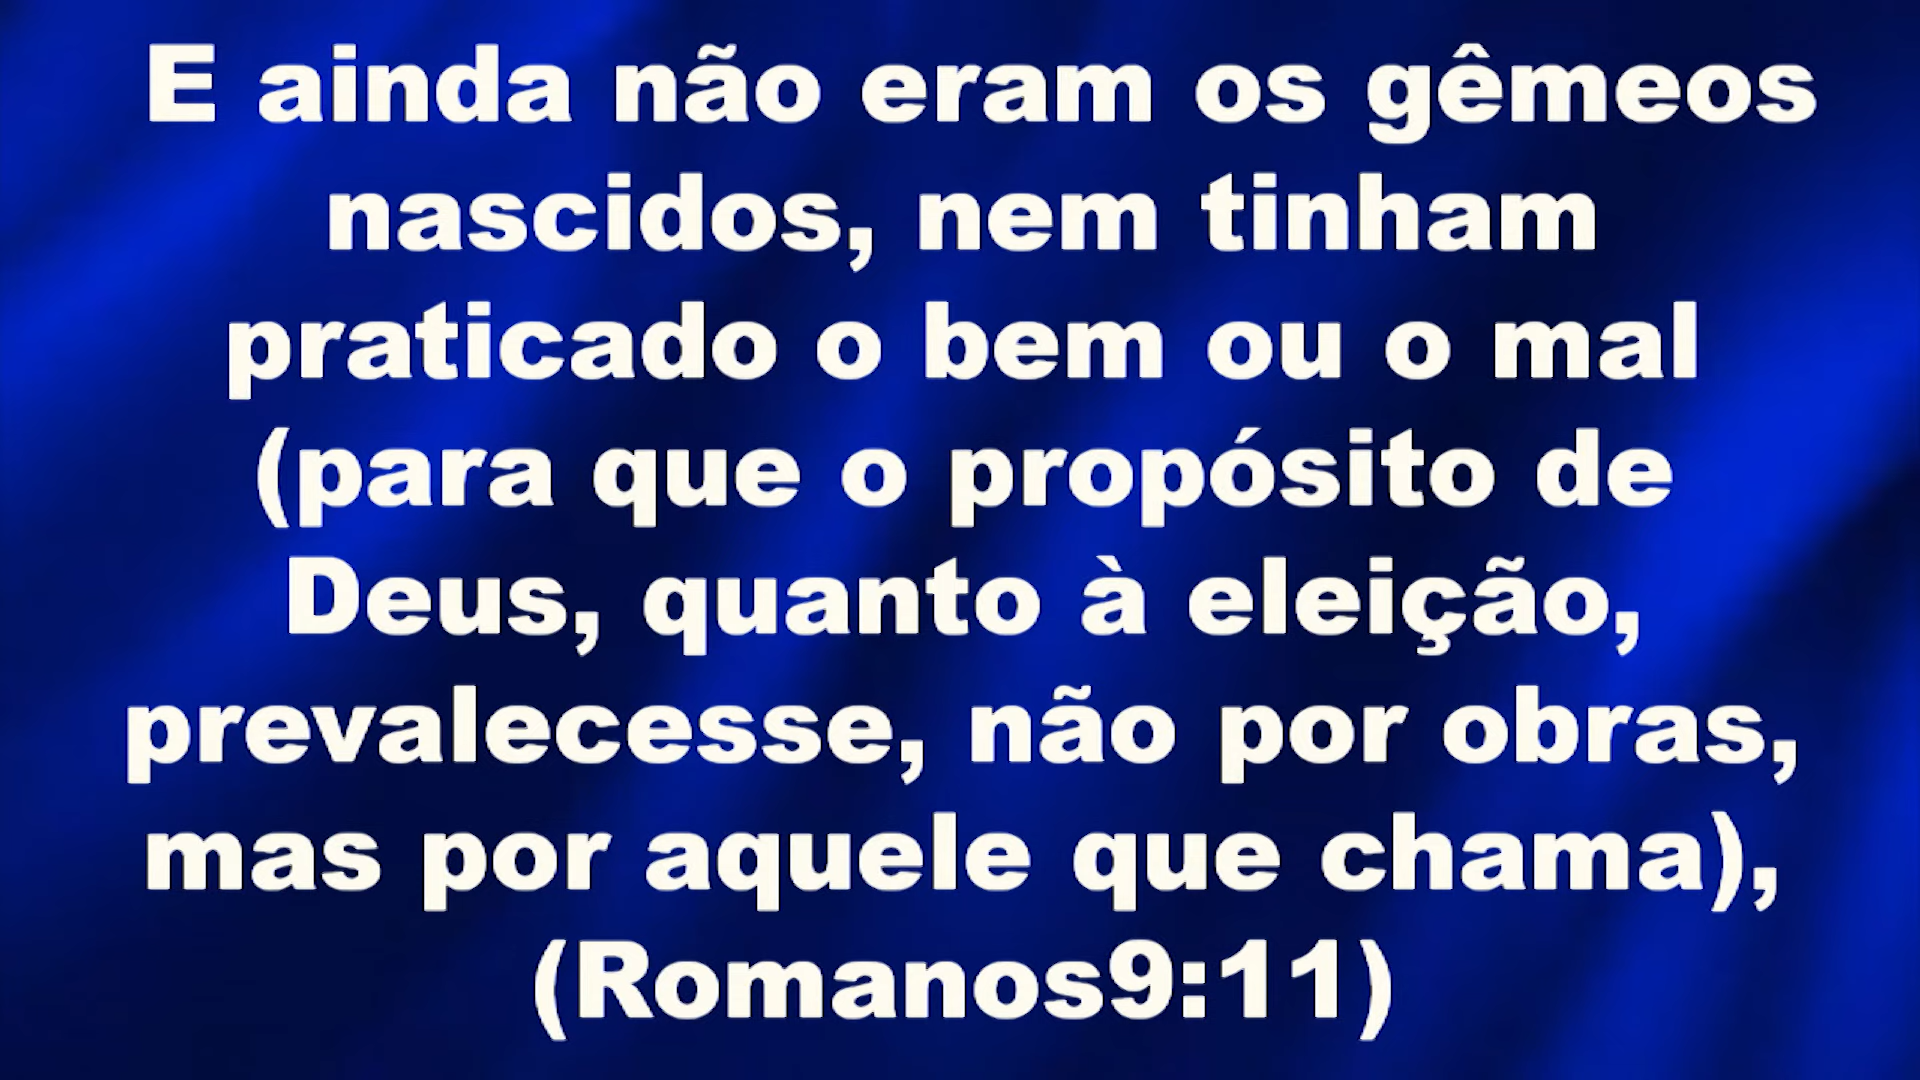 E ainda não eram os gêmeos
nascidos, nem tinham
praticado o bem ou o mal
(para que o propósito de
Deus, quanto à eleição,
prevalecesse, não por obras,
mas por aquele que chama),
(Romanos9:11)